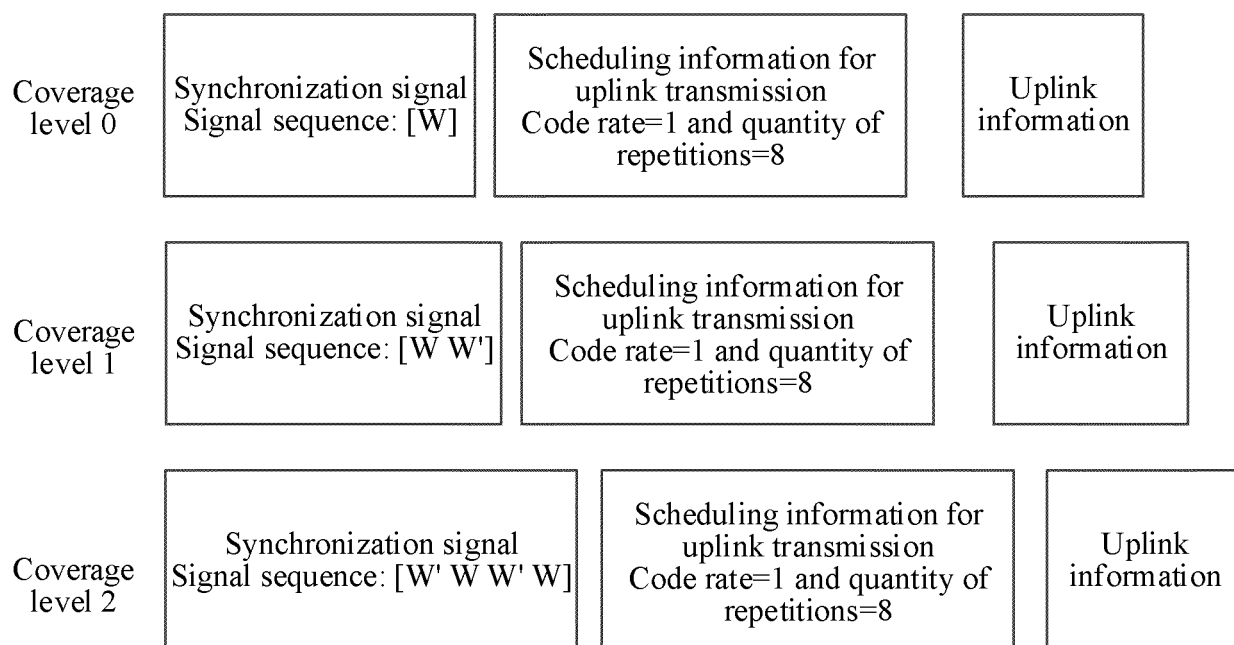 Coverage
level 0
Synchronization signal
Signal sequence: [W]
Scheduling information for
uplink transmission
Code rate=1 and quantity of
repetitions=8
Uplink
information
Coverage
level 1
Synchronization signal
Signal sequence: [W W']
Scheduling information for
uplink transmission
Code rate=1 and quantity of
repetitions=8
Uplink
information
Coverage
level 2
Synchronization signal
Signal sequence: [W' W W' W]
Scheduling information for
uplink transmission
Code rate=1 and quantity of
repetitions=8
Uplink
information